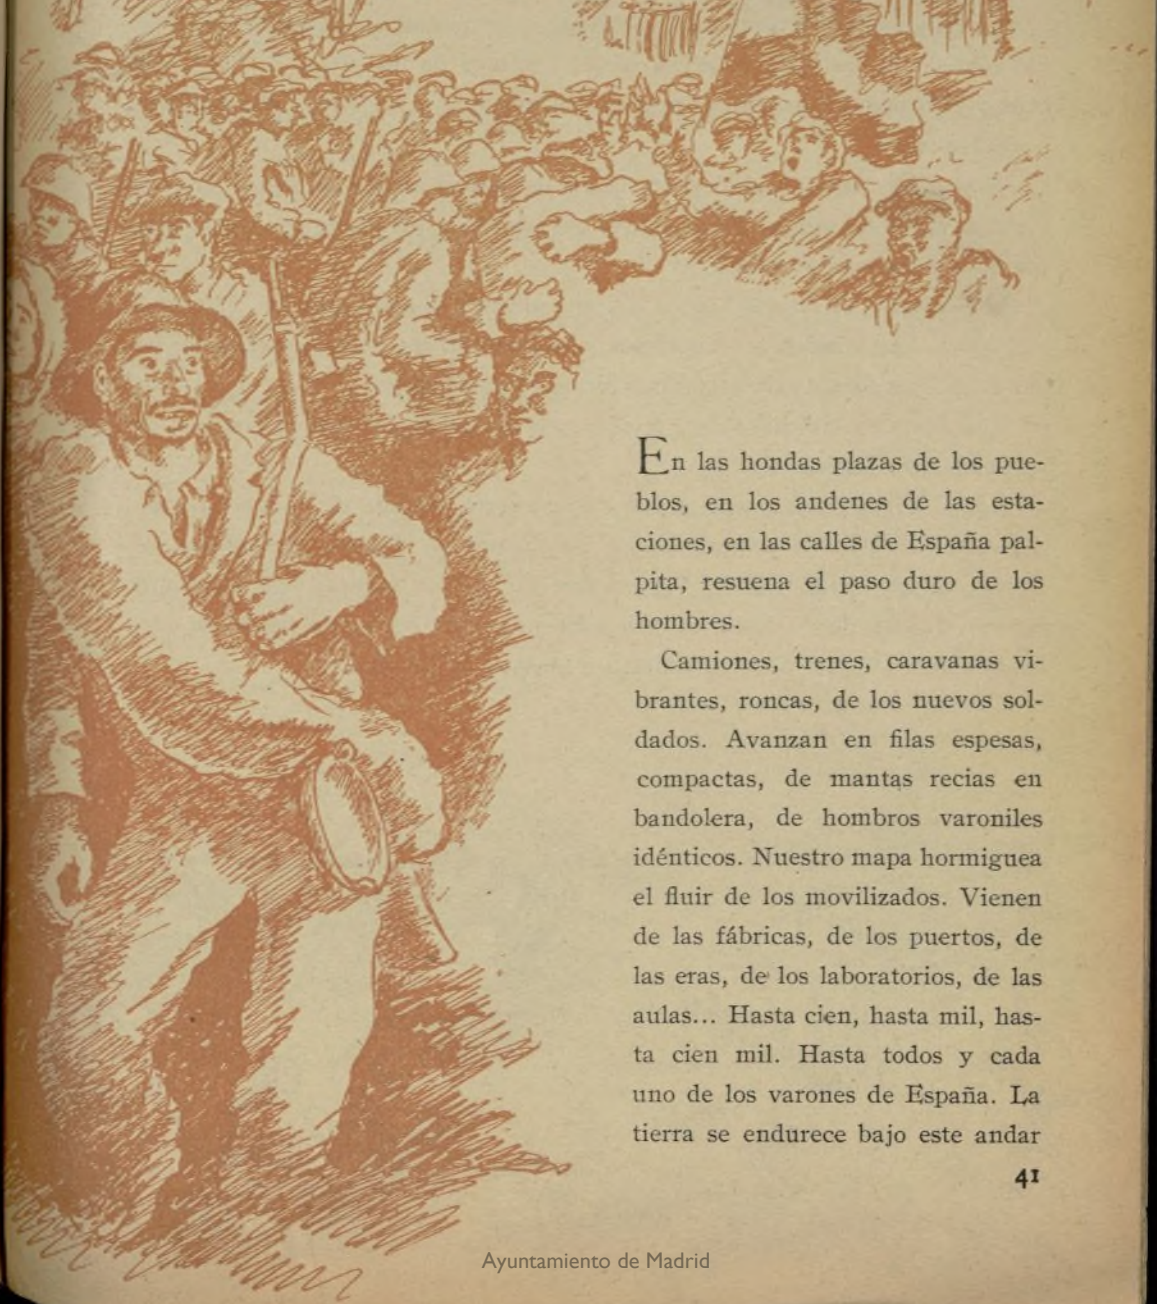 En las hondas plazas de los pue-
blos, en los andenes de las esta-
ciones, en las calles de España pal-
pita, resuena el paso duro de los
hombres.
Camiones, trenes, caravanas vi-
brantes, roncas, de los nuevos sol-
dados. Avanzan en filas espesas,
compactas, de mantas recias en
bandolera, de hombros varoniles
idénticos. Nuestro mapa hormiguea
el fluir de los movilizados. Vienen
de las fábricas, de los puertos, de
las eras, de los laboratorios, de las
aulas... Hasta cien, hasta mil, has-
ta cien mil. Hasta todos y cada
uno de los varones de España. La
tierra se endurece bajo este andar
41
Ayuntamiento de Madrid